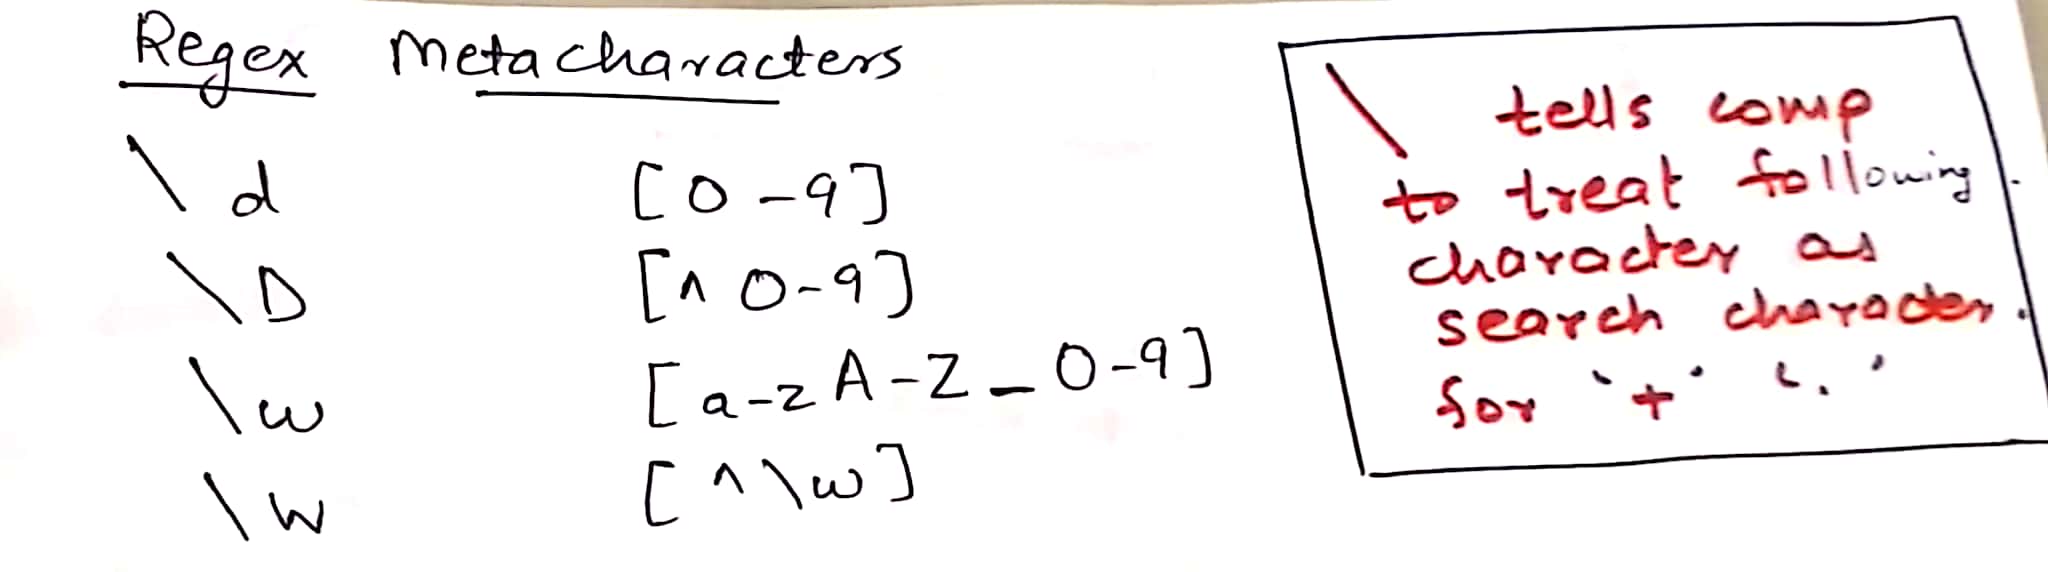 Regex Metacharacters
\d [0-9]
\D [^0-9]
\w [a-zA-Z_0-9]
\W [^\w]
\ tells comp
to treat following
character as
search character.
for '+' '.'